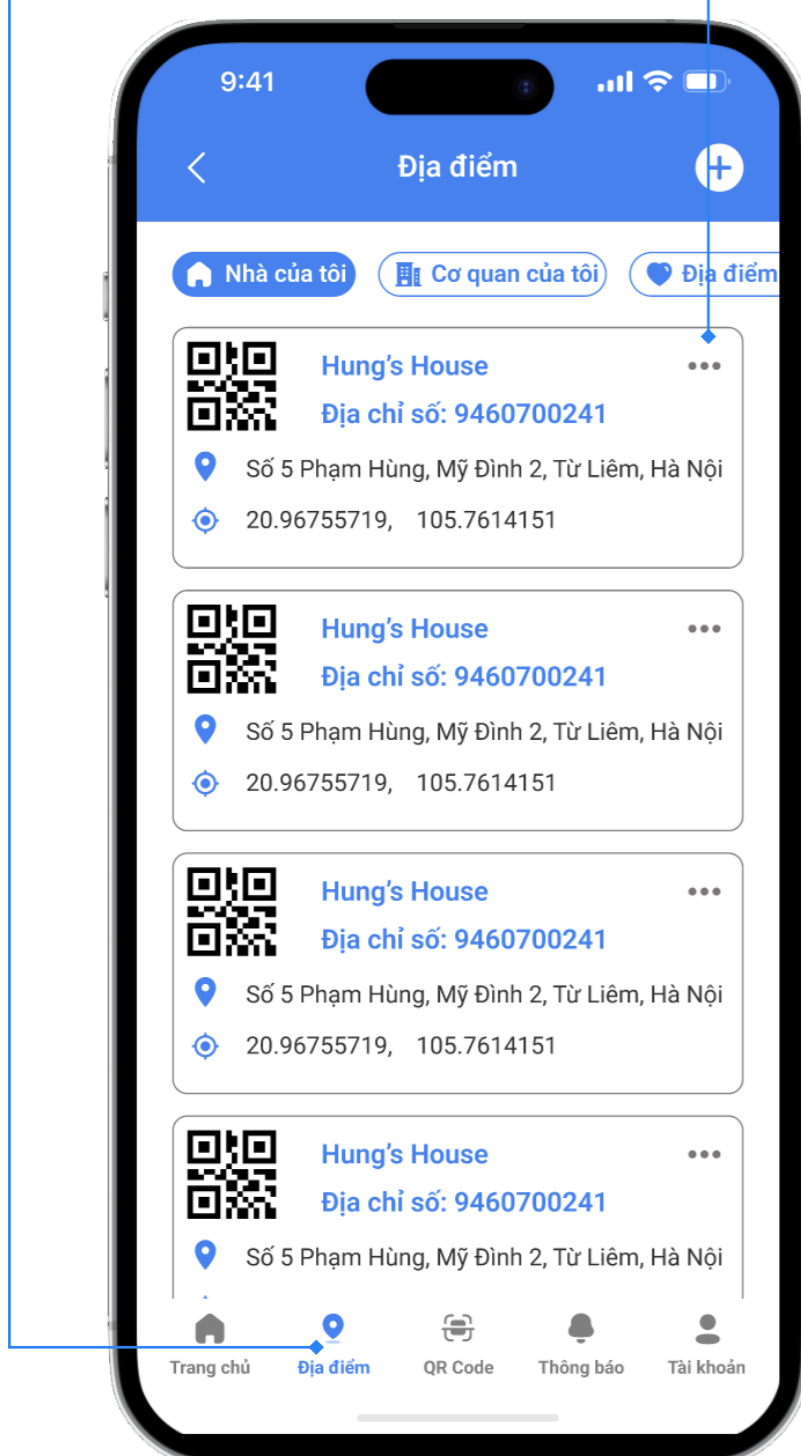 9:41
Địa điểm
Nhà của tôi
Cơ quan của tôi
Địa điểm
Hung’s House
Địa chỉ số: 9460700241
Số 5 Phạm Hùng, Mỹ Đình 2, Từ Liêm, Hà Nội
20.96755719, 105.7614151
Hung’s House
Địa chỉ số: 9460700241
Số 5 Phạm Hùng, Mỹ Đình 2, Từ Liêm, Hà Nội
20.96755719, 105.7614151
Hung’s House
Địa chỉ số: 9460700241
Số 5 Phạm Hùng, Mỹ Đình 2, Từ Liêm, Hà Nội
20.96755719, 105.7614151
Hung’s House
Địa chỉ số: 9460700241
Số 5 Phạm Hùng, Mỹ Đình 2, Từ Liêm, Hà Nội
Trang chủ
Địa điểm
QR Code
Thông báo
Tài khoản